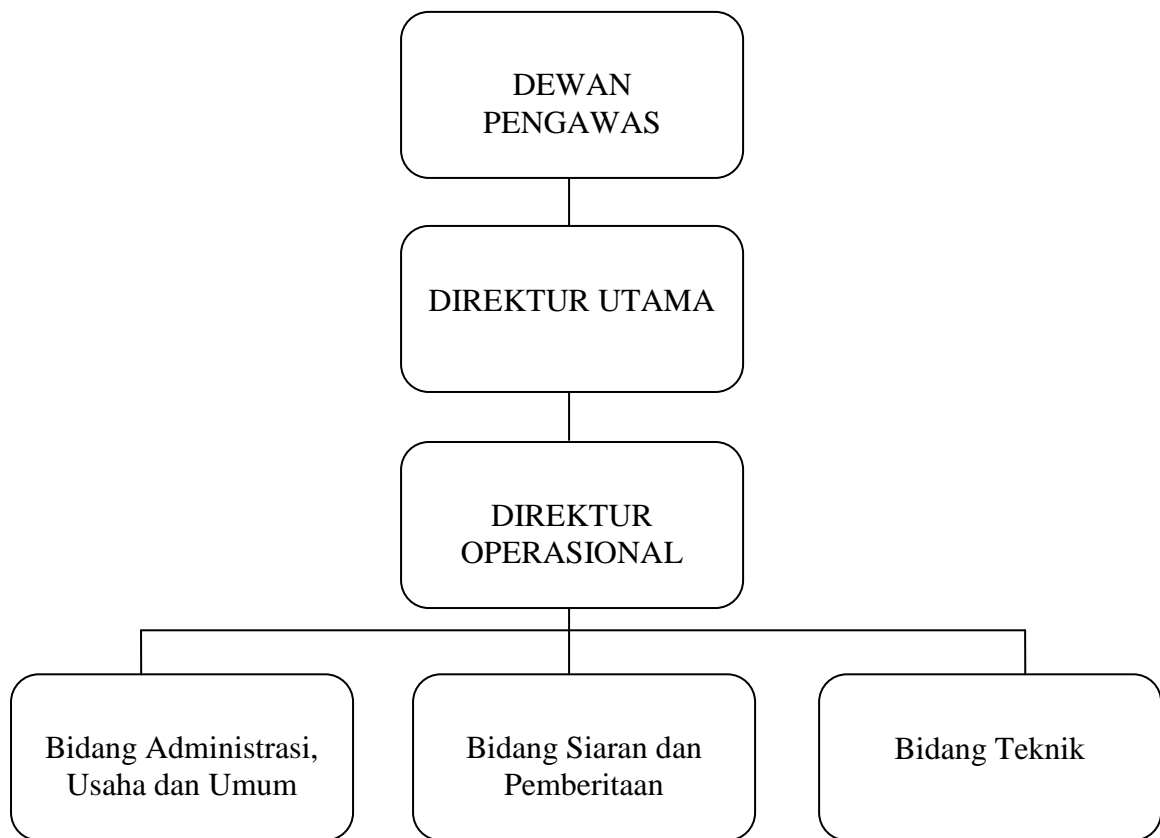 DEWAN
PENGAWAS
DIREKTUR UTAMA
DIREKTUR
OPERASIONAL
Bidang Administrasi,
Usaha dan Umum
Bidang Siaran dan
Pemberitaan
Bidang Teknik